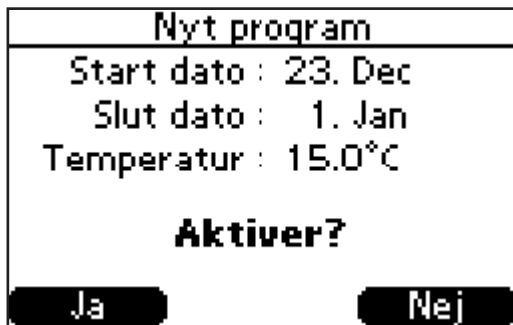 Nyt program
Start dato : 23. Dec
Slut dato : 1. Jan
Temperatur : 15.0°C
Aktiver?
Ja Nej